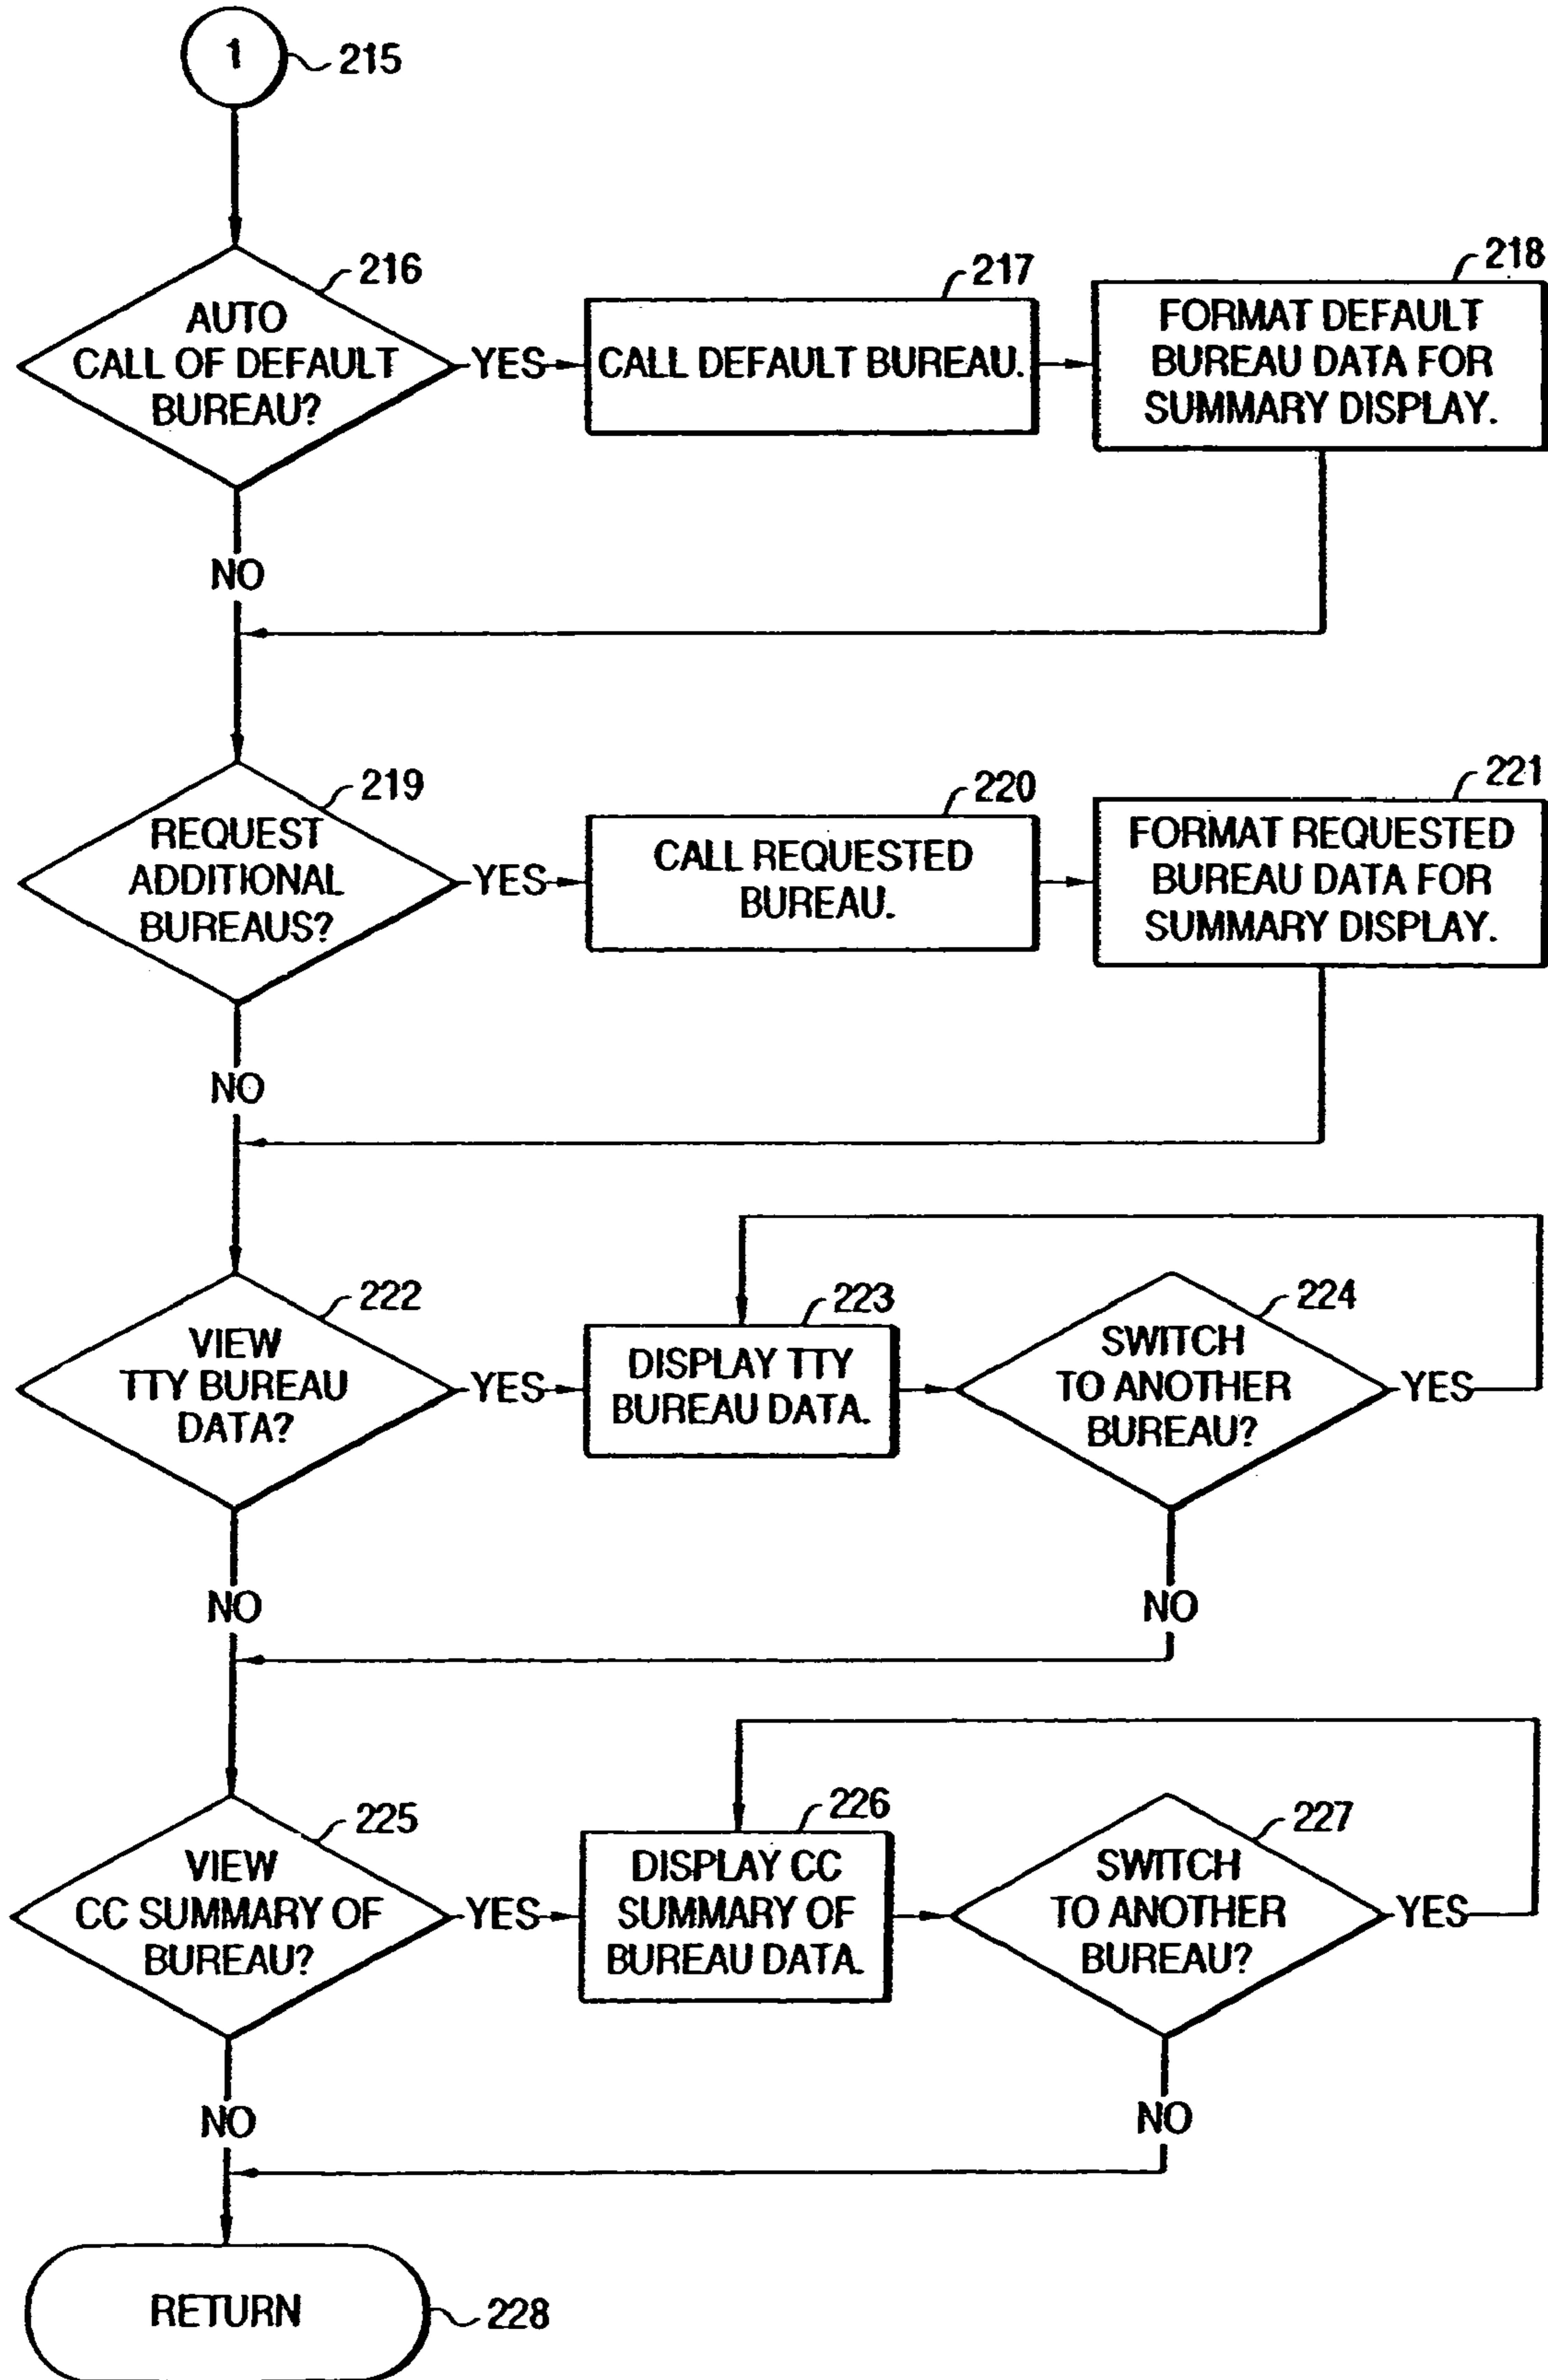 1
215
216
AUTO
CALL OF DEFAULT
BUREAU?
YES
217
CALL DEFAULT BUREAU.
218
FORMAT DEFAULT
BUREAU DATA FOR
SUMMARY DISPLAY.
NO
219
REQUEST
ADDITIONAL
BUREAUS?
YES
220
CALL REQUESTED
BUREAU.
221
FORMAT REQUESTED
BUREAU DATA FOR
SUMMARY DISPLAY.
NO
222
VIEW
TTY BUREAU
DATA?
YES
223
DISPLAY TTY
BUREAU DATA.
224
SWITCH
TO ANOTHER
BUREAU?
YES
NO
NO
225
VIEW
CC SUMMARY OF
BUREAU?
YES
226
DISPLAY CC
SUMMARY OF
BUREAU DATA.
227
SWITCH
TO ANOTHER
BUREAU?
YES
NO
NO
RETURN
228